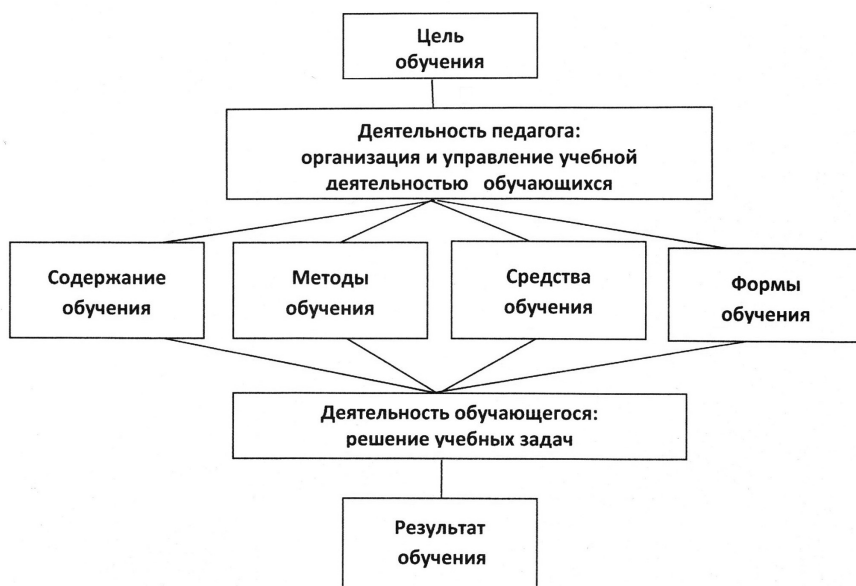 Цель
обучения
Деятельность педагога:
организация и управление учебной
деятельностью обучающихся
Содержание
обучения
Методы
обучения
Средства
обучения
Формы
обучения
Деятельность обучающегося:
решение учебных задач
Результат
обучения